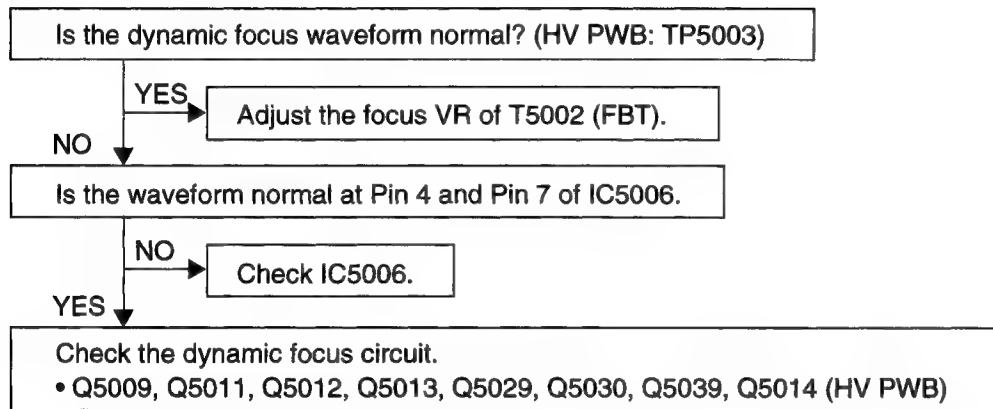 Is the dynamic focus waveform normal? (HV PWB: TP5003)
YES
Adjust the focus VR of T5002 (FBT).
NO
Is the waveform normal at Pin 4 and Pin 7 of IC5006.
NO
Check IC5006.
YES
Check the dynamic focus circuit.
• Q5009, Q5011, Q5012, Q5013, Q5029, Q5030, Q5039, Q5014 (HV PWB)